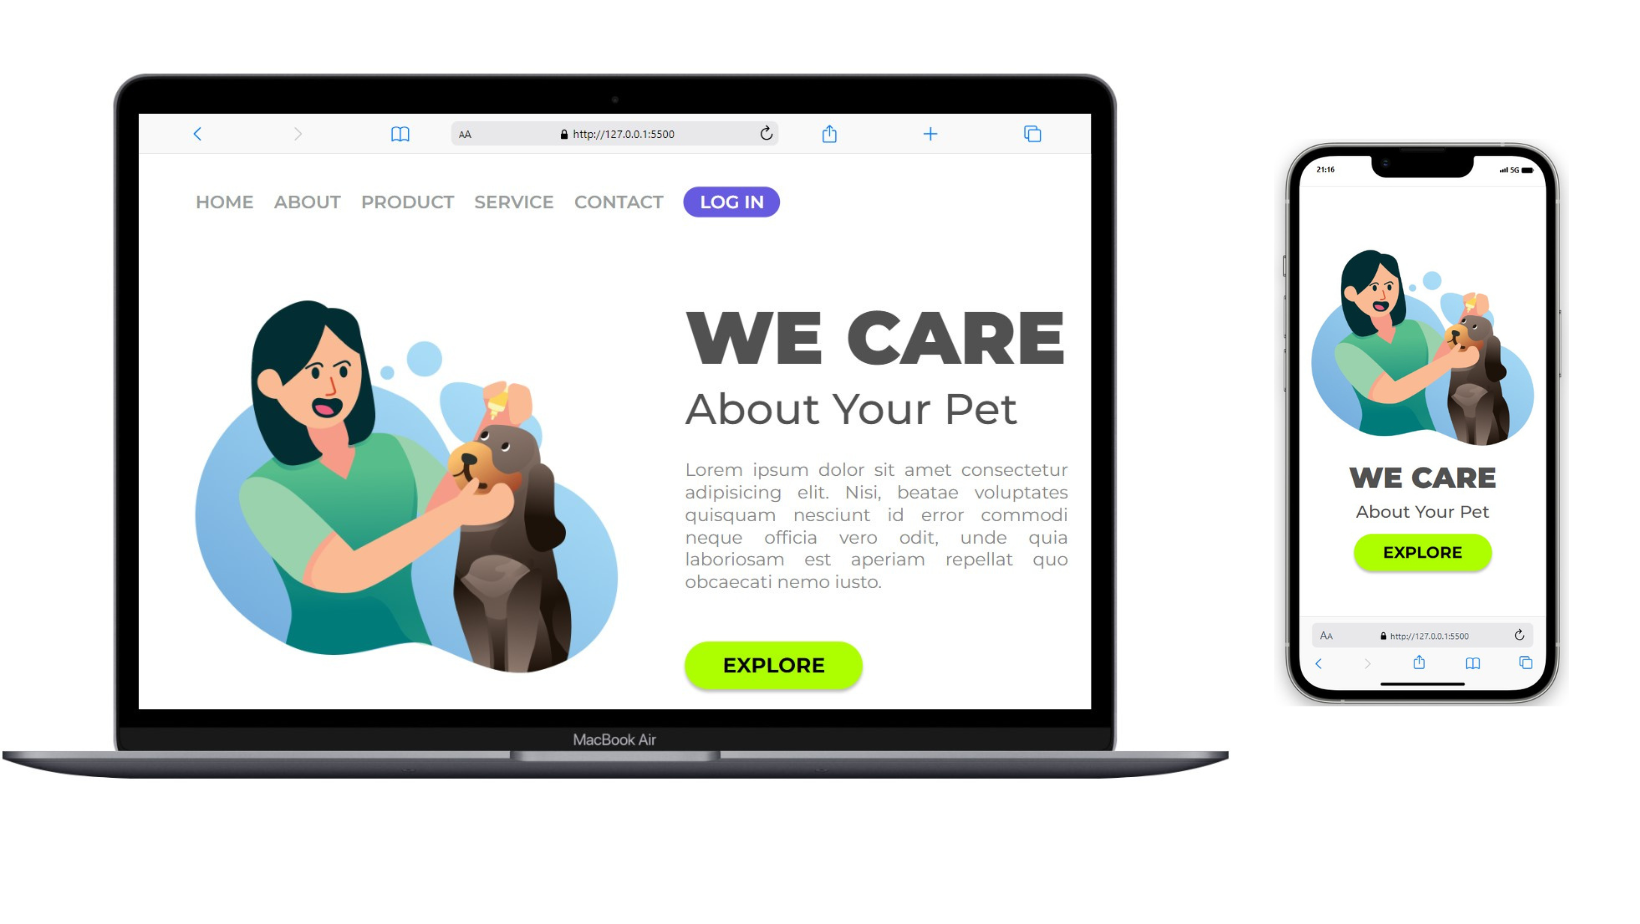 AA http://127.0.0.1:5500
HOME ABOUT PRODUCT SERVICE CONTACT LOG IN
WE CARE
About Your Pet
Lorem ipsum dolor sit amet consectetur
adipisicing elit. Nisi, beatae voluptates
quisquam nesciunt id error commodi
neque officia vero odit, unde quia
laboriosam est aperiam repellat quo
obcaecati nemo iusto.
EXPLORE
MacBook Air
21:16 5G
WE CARE
About Your Pet
EXPLORE
AA http://127.0.0.1:5500